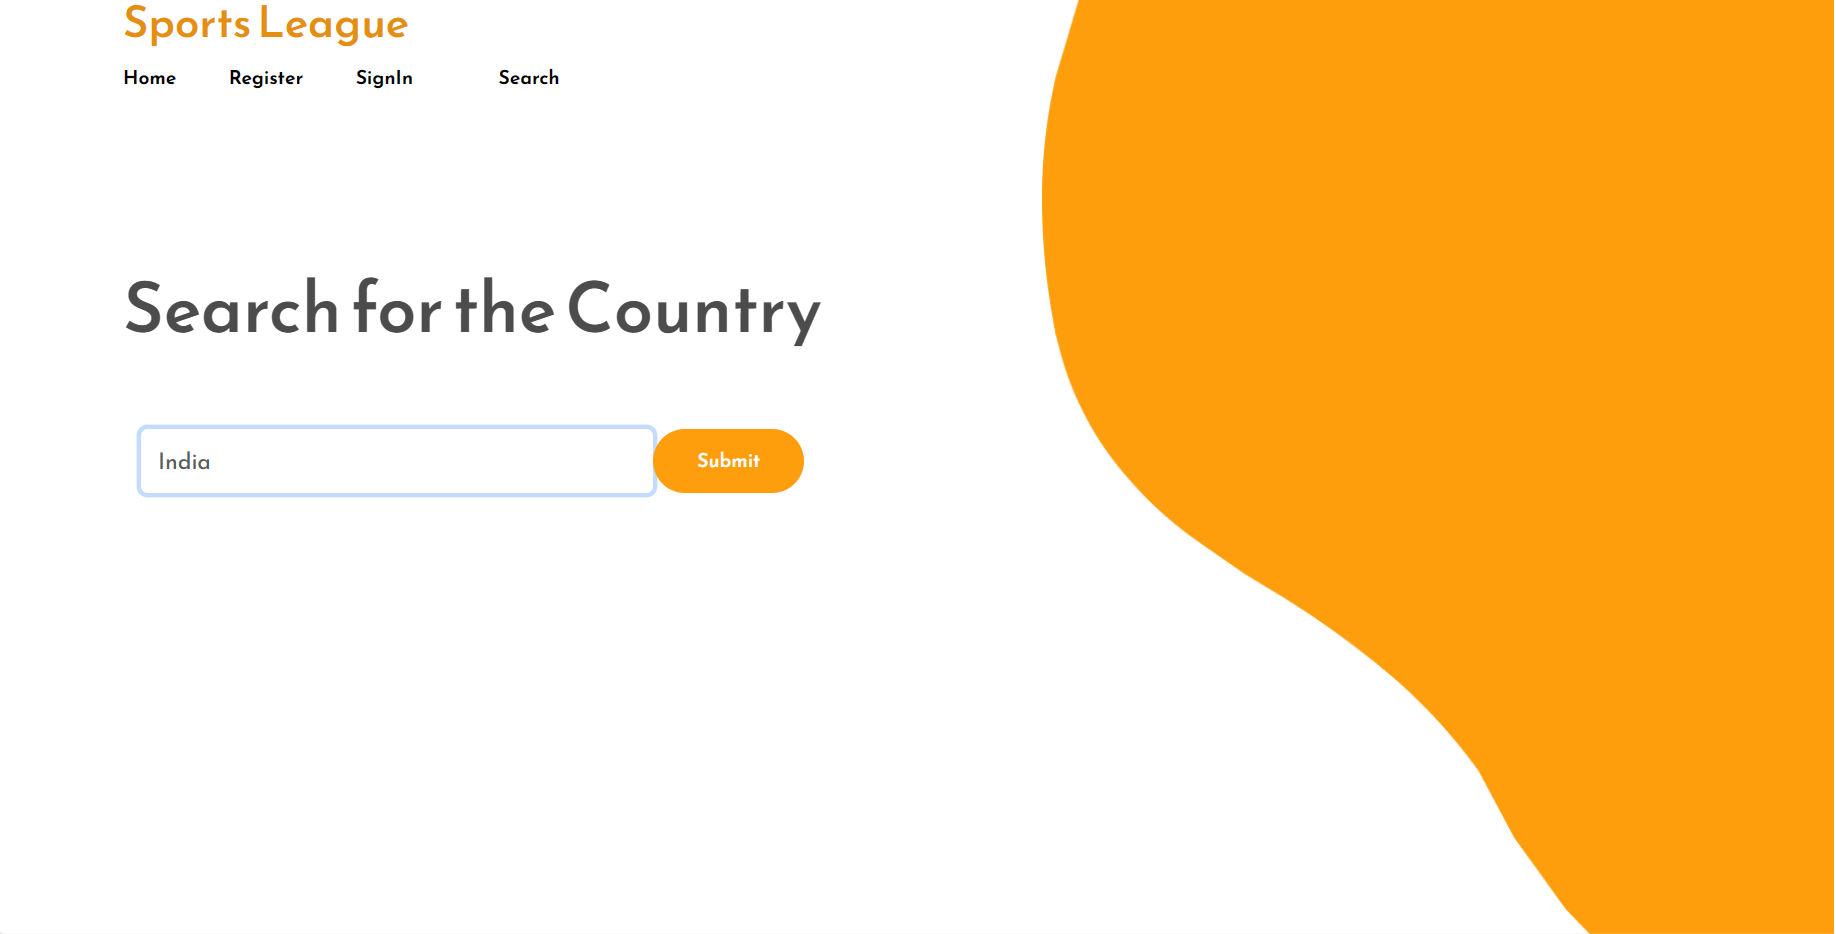 Sports League
Home Register SignIn Search
Search for the Country
India Submit